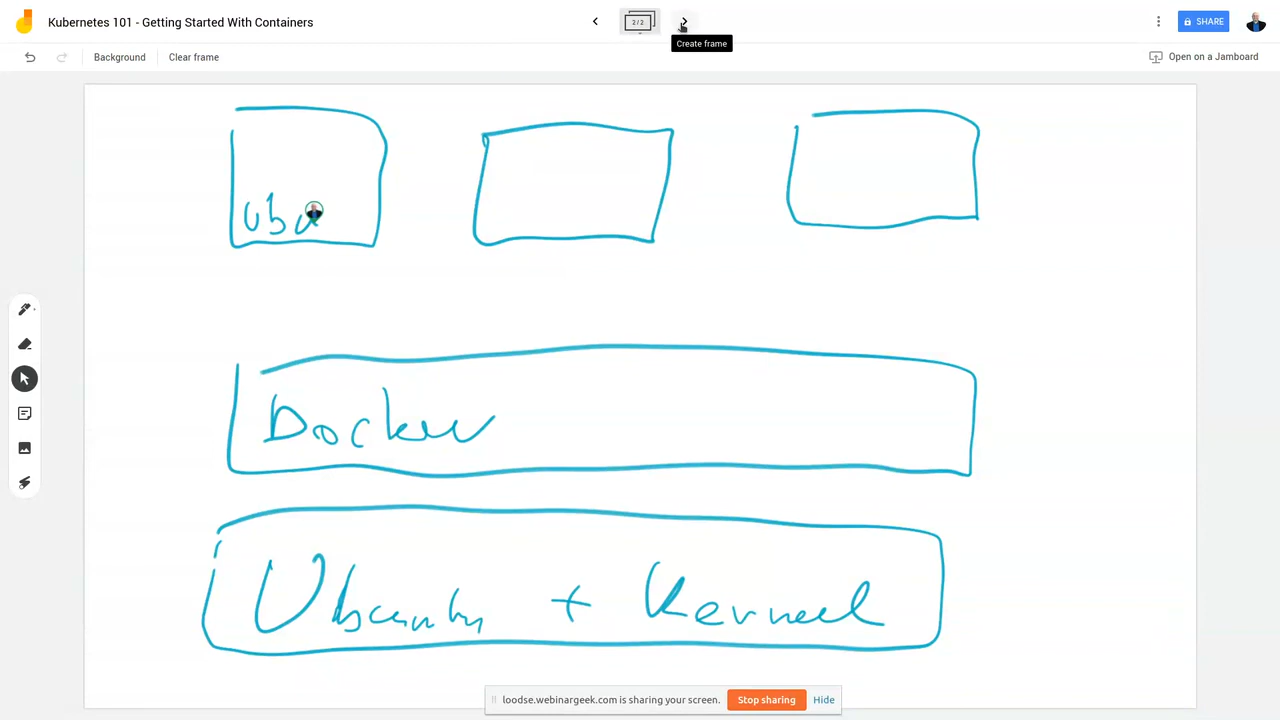 Kubernetes 101 - Getting Started With Containers
2/2
SHARE
Create frame
Background
Clear frame
Open on a Jamboard
Ubu
Docker
Ubuntu + Kernel
loodse.webinargeek.com is sharing your screen.
Stop sharing
Hide